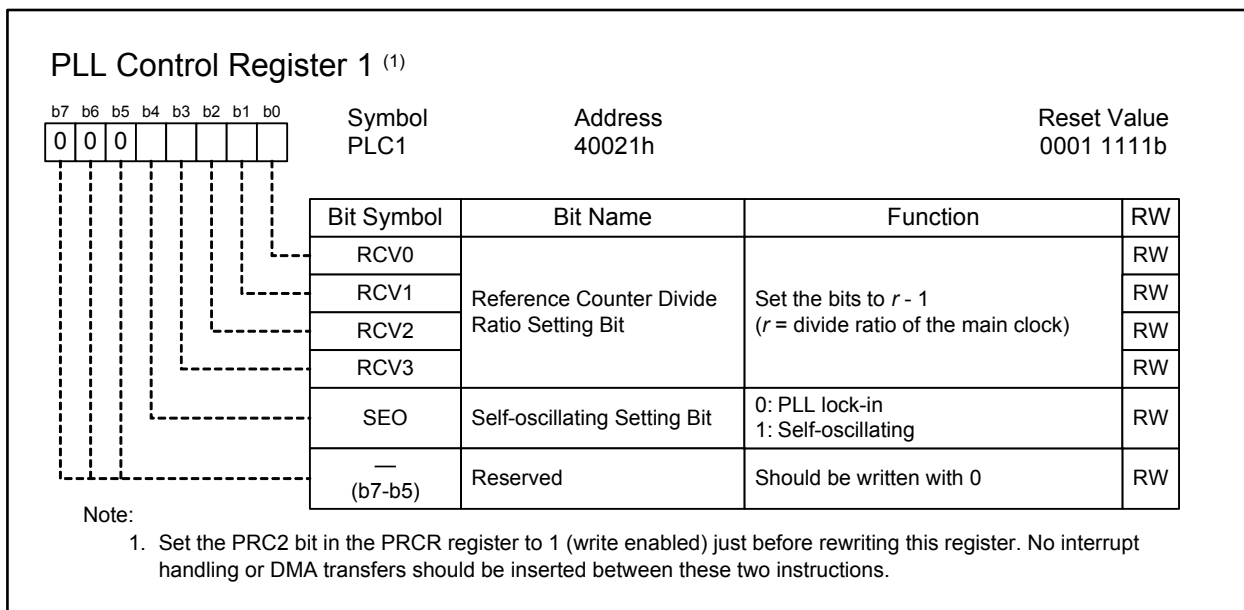 PLL Control Register 1 (1)
b7 b6 b5 b4 b3 b2 b1 b0
0 0 0
Symbol Address Reset Value
PLC1 40021h 0001 1111b
Bit Symbol Bit Name Function RW
RCV0 RW
RCV1 RW
RCV2 RW
RCV3 RW
Reference Counter Divide
Ratio Setting Bit
Set the bits to r - 1
(r = divide ratio of the main clock)
SEO Self-oscillating Setting Bit 0: PLL lock-in RW
1: Self-oscillating
—
(b7-b5) Reserved Should be written with 0 RW
Note:
1. Set the PRC2 bit in the PRCR register to 1 (write enabled) just before rewriting this register. No interrupt
handling or DMA transfers should be inserted between these two instructions.